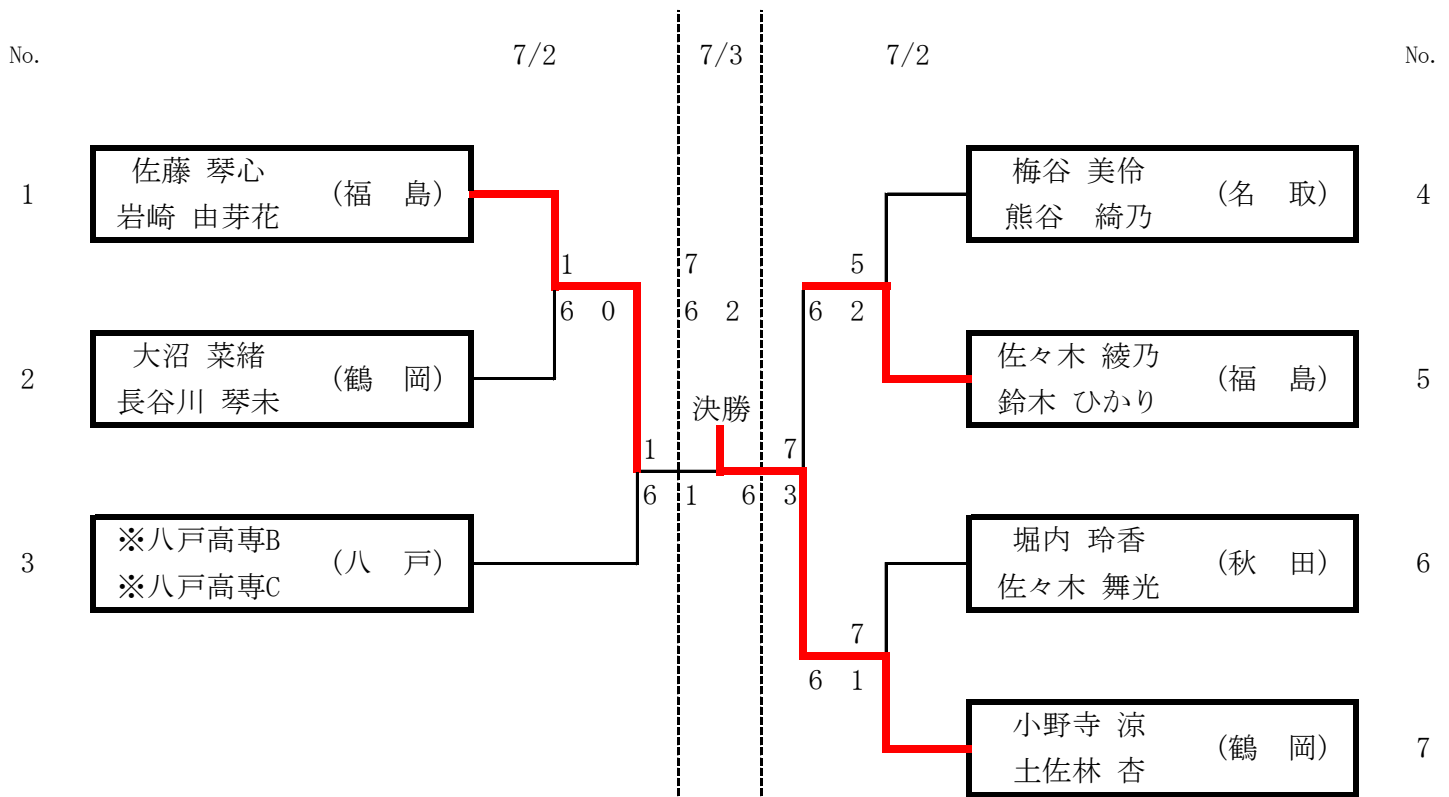 No. 7/2 7/3 7/2 No.
1 佐藤 琴心 岩崎 由芽花 (福 島)
梅谷 美伶 熊谷 綺乃 (名 取) 4
1 7 5
6 0 6 2 6 2
2 大沼 菜緒 長谷川 琴未 (鶴 岡)
佐々木 綾乃 鈴木 ひかり (福 島) 5
決勝
1 7
6 1 6 3
3 ※八戸高専B ※八戸高専C (八 戸)
堀内 玲香 佐々木 舞光 (秋 田) 6
7
6 1
小野寺 涼 土佐林 杏 (鶴 岡) 7